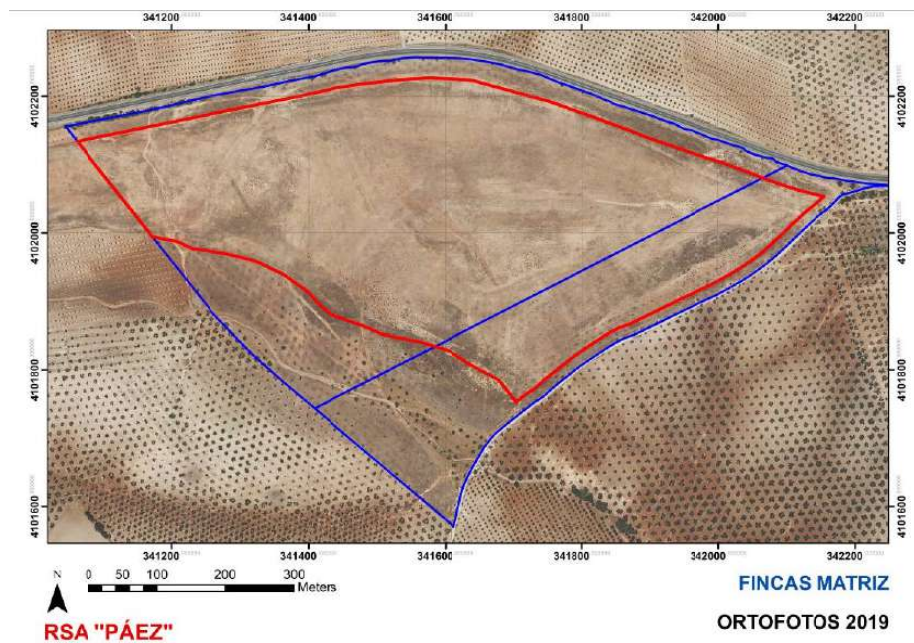 341200 341400 341600 341800 342000 342200
4102200 4102200
4102000 4102000
4101800 4101800
4101600 4101600
341200 341400 341600 341800 342000 342200
N 0 50 100 200 300 Meters
FINCAS MATRIZ
RSA "PÁEZ"
ORTOFOTOS 2019